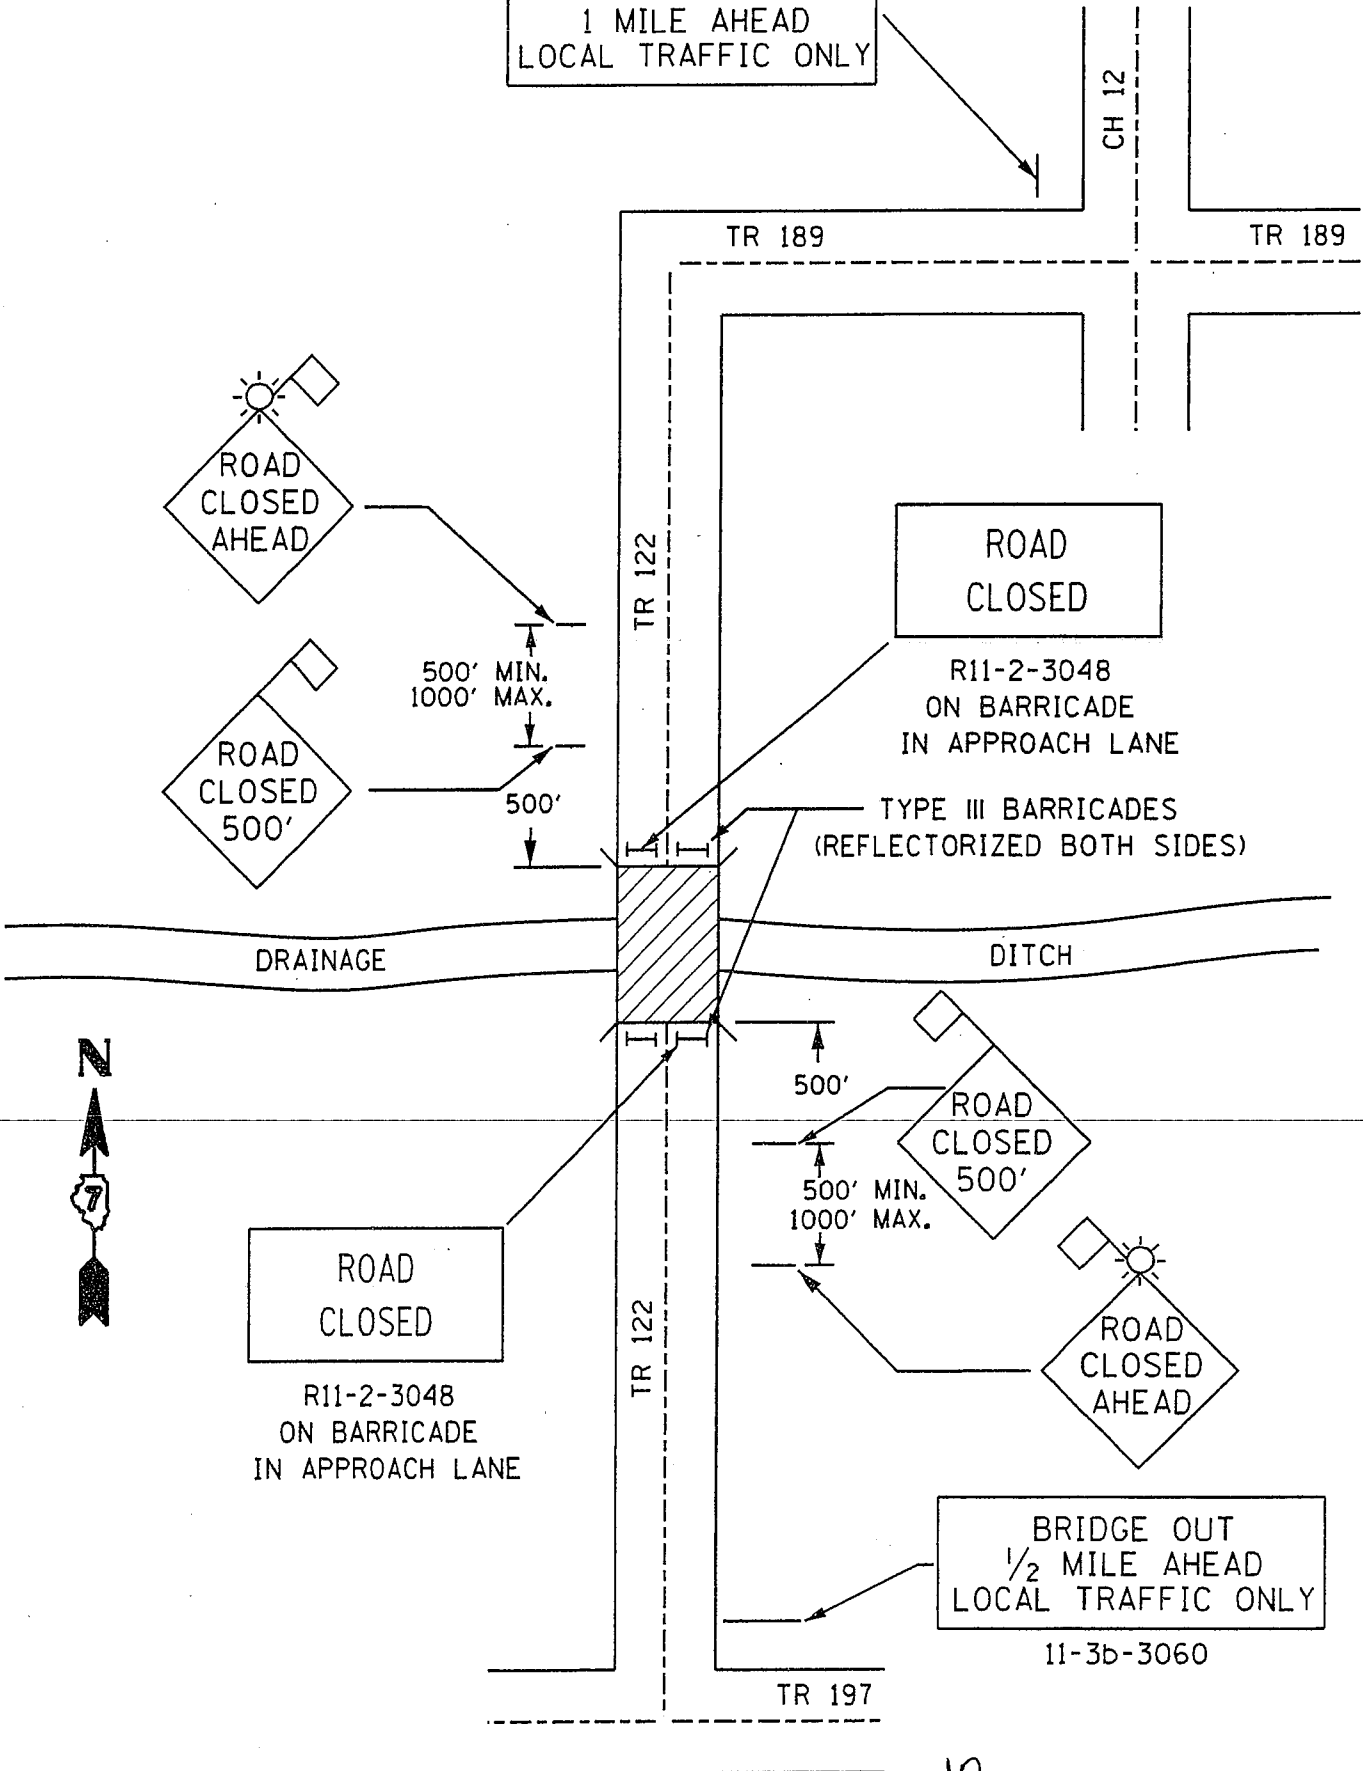 1 MILE AHEAD
LOCAL TRAFFIC ONLY
CH 12
TR 189
TR 189
ROAD
CLOSED
AHEAD
TR 122
ROAD
CLOSED
R11-2-3048
ON BARRICADE
IN APPROACH LANE
500' MIN.
1000' MAX.
ROAD
CLOSED
500'
500'
TYPE III BARRICADES
(REFLECTORIZED BOTH SIDES)
DRAINAGE
DITCH
N
7
500'
ROAD
CLOSED
500'
500' MIN.
1000' MAX.
ROAD
CLOSED
R11-2-3048
ON BARRICADE
IN APPROACH LANE
TR 122
ROAD
CLOSED
AHEAD
BRIDGE OUT
1/2 MILE AHEAD
LOCAL TRAFFIC ONLY
11-3b-3060
TR 197